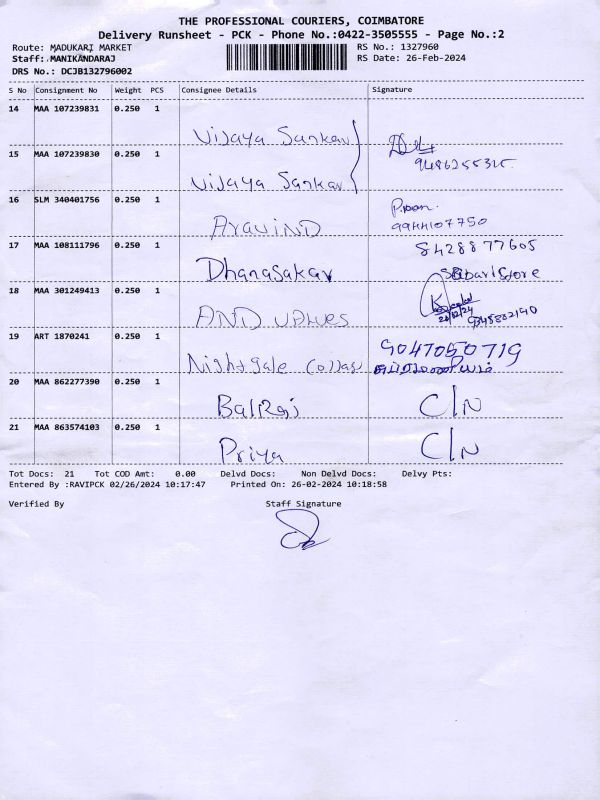 THE PROFESSIONAL COURIERS, COIMBATORE
Delivery Runsheet - PCK - Phone No.:0422-3505555 - Page No.:2
Route: MADUKARI MARKET
RS No.: 1327960
Staff: MANIKANDARAJ
RS Date: 26-Feb-2024
DRS No.: DCJB132796002
S No Consignment No Weight PCS Consignee Details Signature
14 MAA 107239831 0.250 1 Vijaya Sankar
15 MAA 107239830 0.250 1 Vijaya Sankar
9486255315
16 SLM 340401756 0.250 1 Aravind
9944107750
17 MAA 108111796 0.250 1 Dhanasakar 8428877605
Sabari Store
18 MAA 301249413 0.250 1 AND VALVES
9345882190
19 ART 1870241 0.250 1 Nightgale Collage 9047050719
20 MAA 862277390 0.250 1 BalRaj C/N
21 MAA 863574103 0.250 1 Priya C/N
Tot Docs: 21 Tot COD Amt: 0.00 Delvd Docs: Non Delvd Docs: Delvy Pts:
Entered By :RAVIPCK 02/26/2024 10:17:47 Printed On: 26-02-2024 10:18:58
Verified By Staff Signature